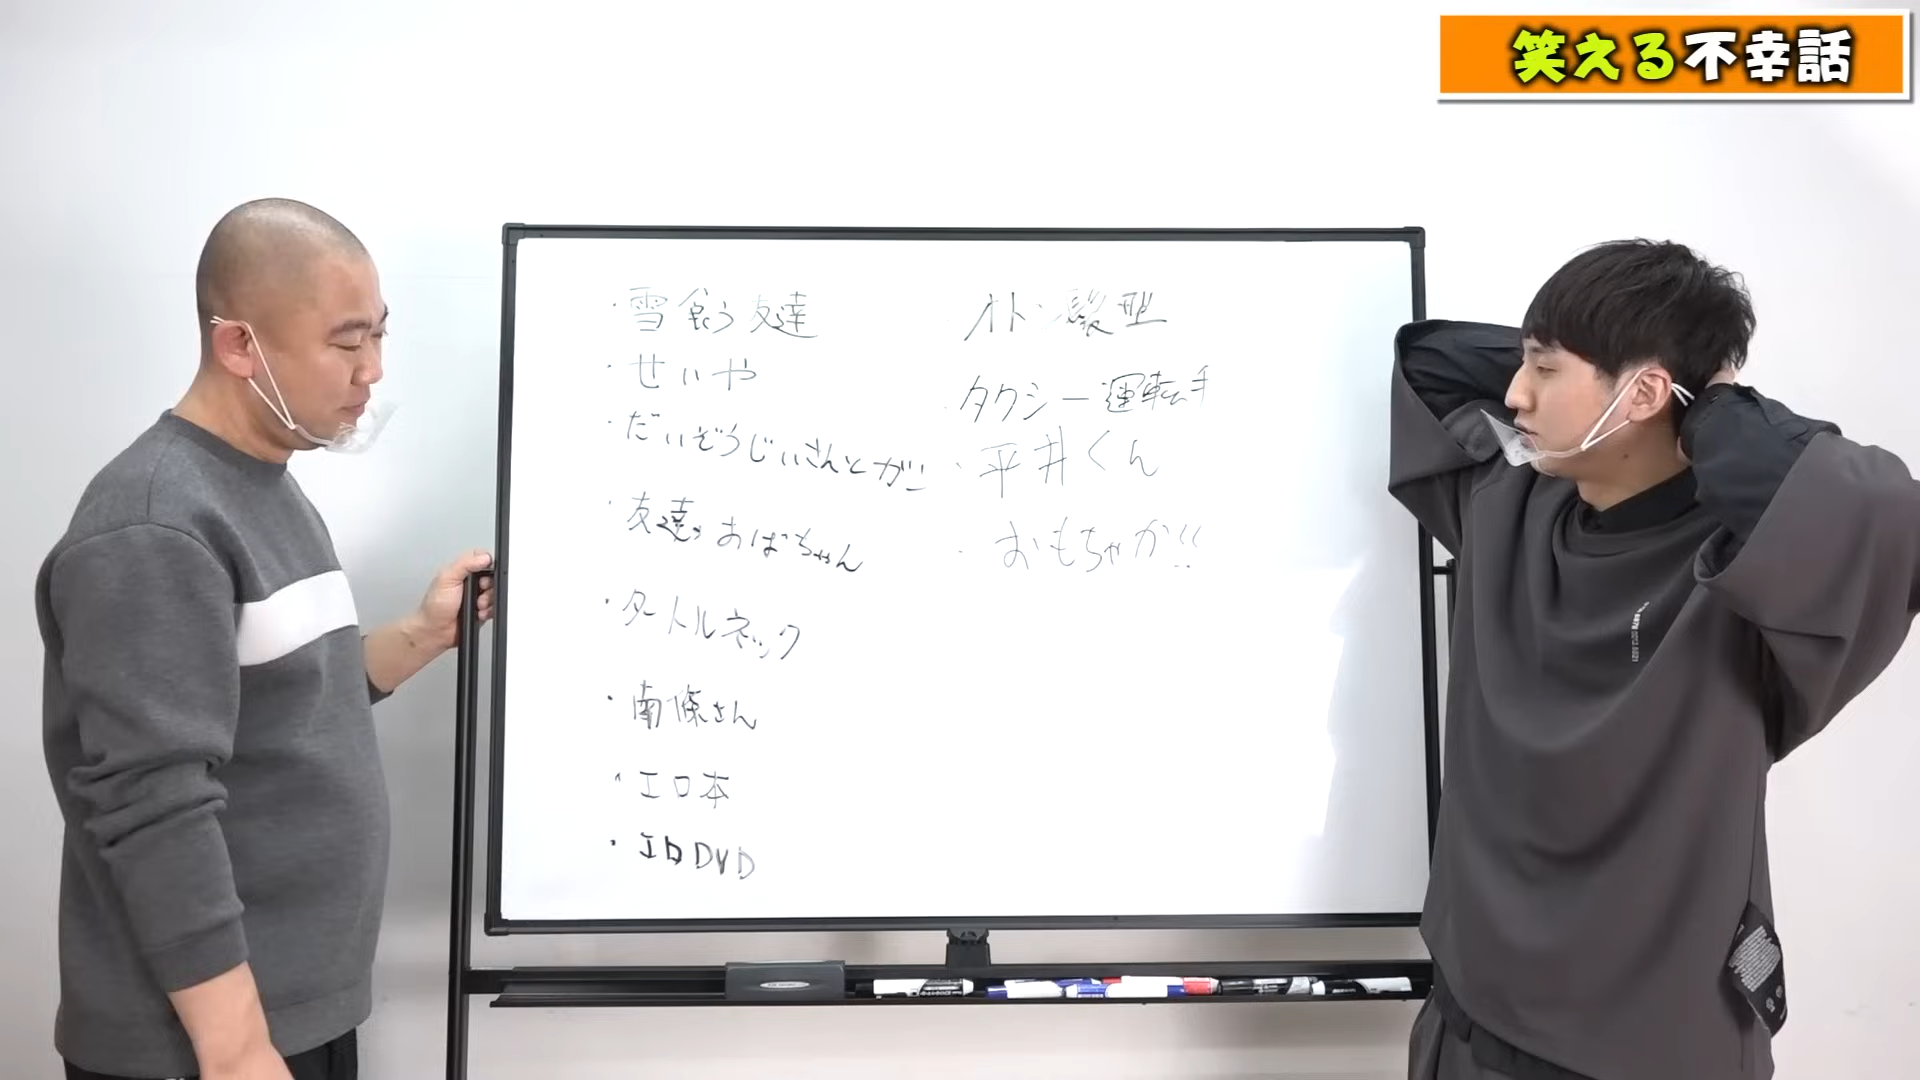 笑える不幸話
・雪食う友達
・せいや
・だいぞうじいさんとガン
・友達のおばちゃん
・タートルネック
・南條さん
・エロ本
・エロDVD
・オト・髪型
・タクシー運転手
・平井くん
・おもちゃか!!